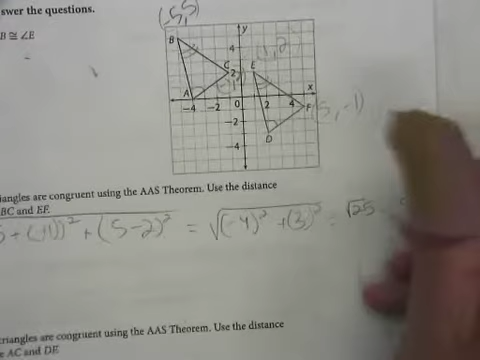 swer the questions.
(-5,5)
B ≅ ∠E
B
y
4
C
2
E
(1,2)
A
x
-4
-2
0
2
4
F
(5,-1)
-2
D
-4
iangles are congruent using the AAS Theorem. Use the distance
BC and EF.
+(-1))² + (5-2)² = √(-4)² + (3)² = √25
triangles are congruent using the AAS Theorem. Use the distance
AC and DF.